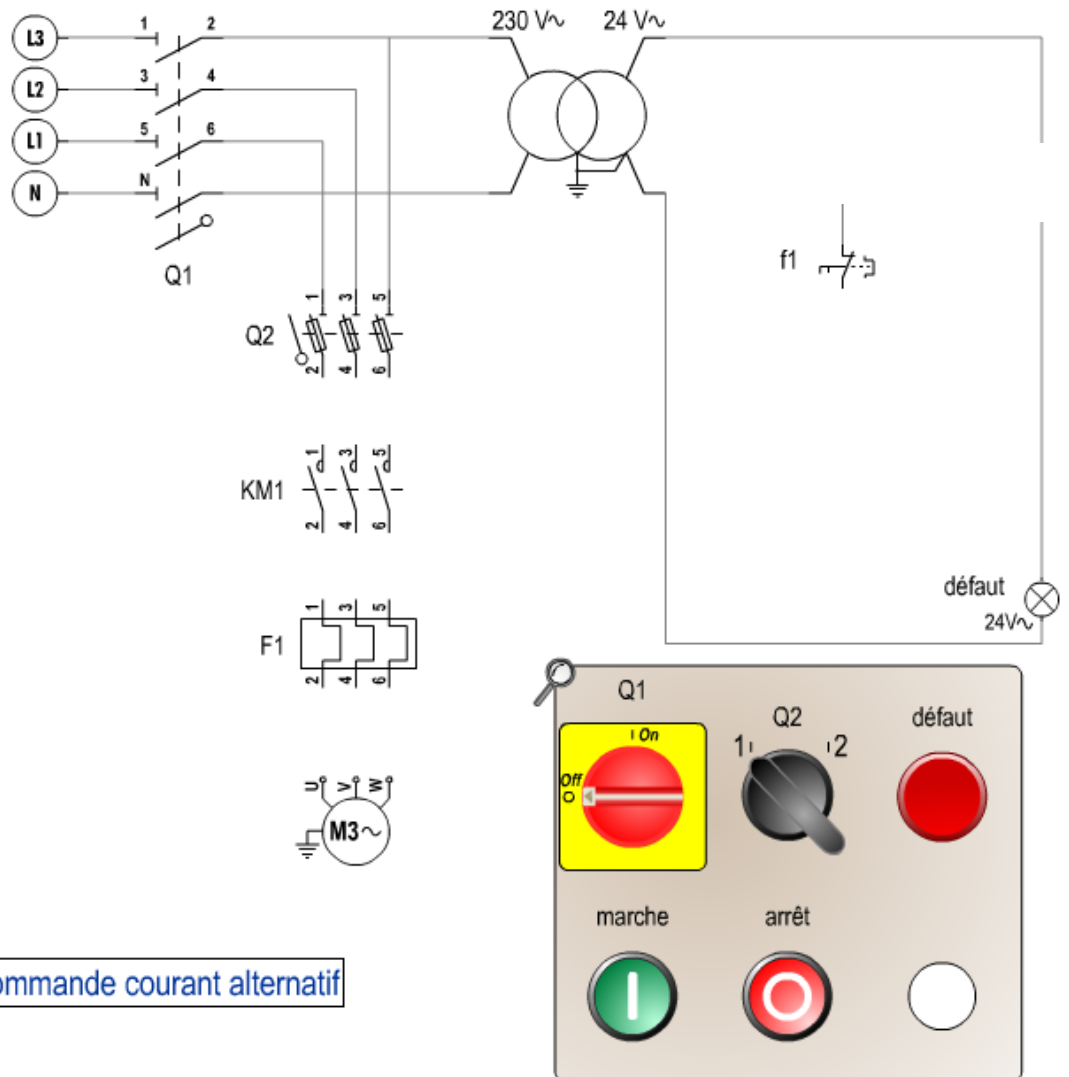 230 V~ 24 V~
L3 1 2
L2 3 4
L1 5 6
N N
Q1
f1
1 3 5
Q2
2 4 6
1 3 5
KM1
2 4 6
défaut
24V~
1 3 5
F1
2 4 6
U V W
M3~
Q1
On
Off
O
Q2
1 2
défaut
marche
arrêt
ommande courant alternatif